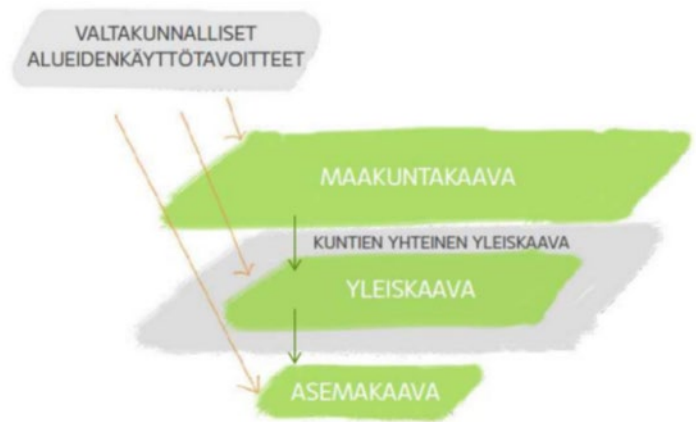 VALTAKUNNALLISET
ALUEIDENKÄYTTÖTAVOITTEET
MAAKUNTAKAAVA
KUNTIEN YHTEINEN YLEISKAAVA
YLEISKAAVA
ASEMAKAAVA